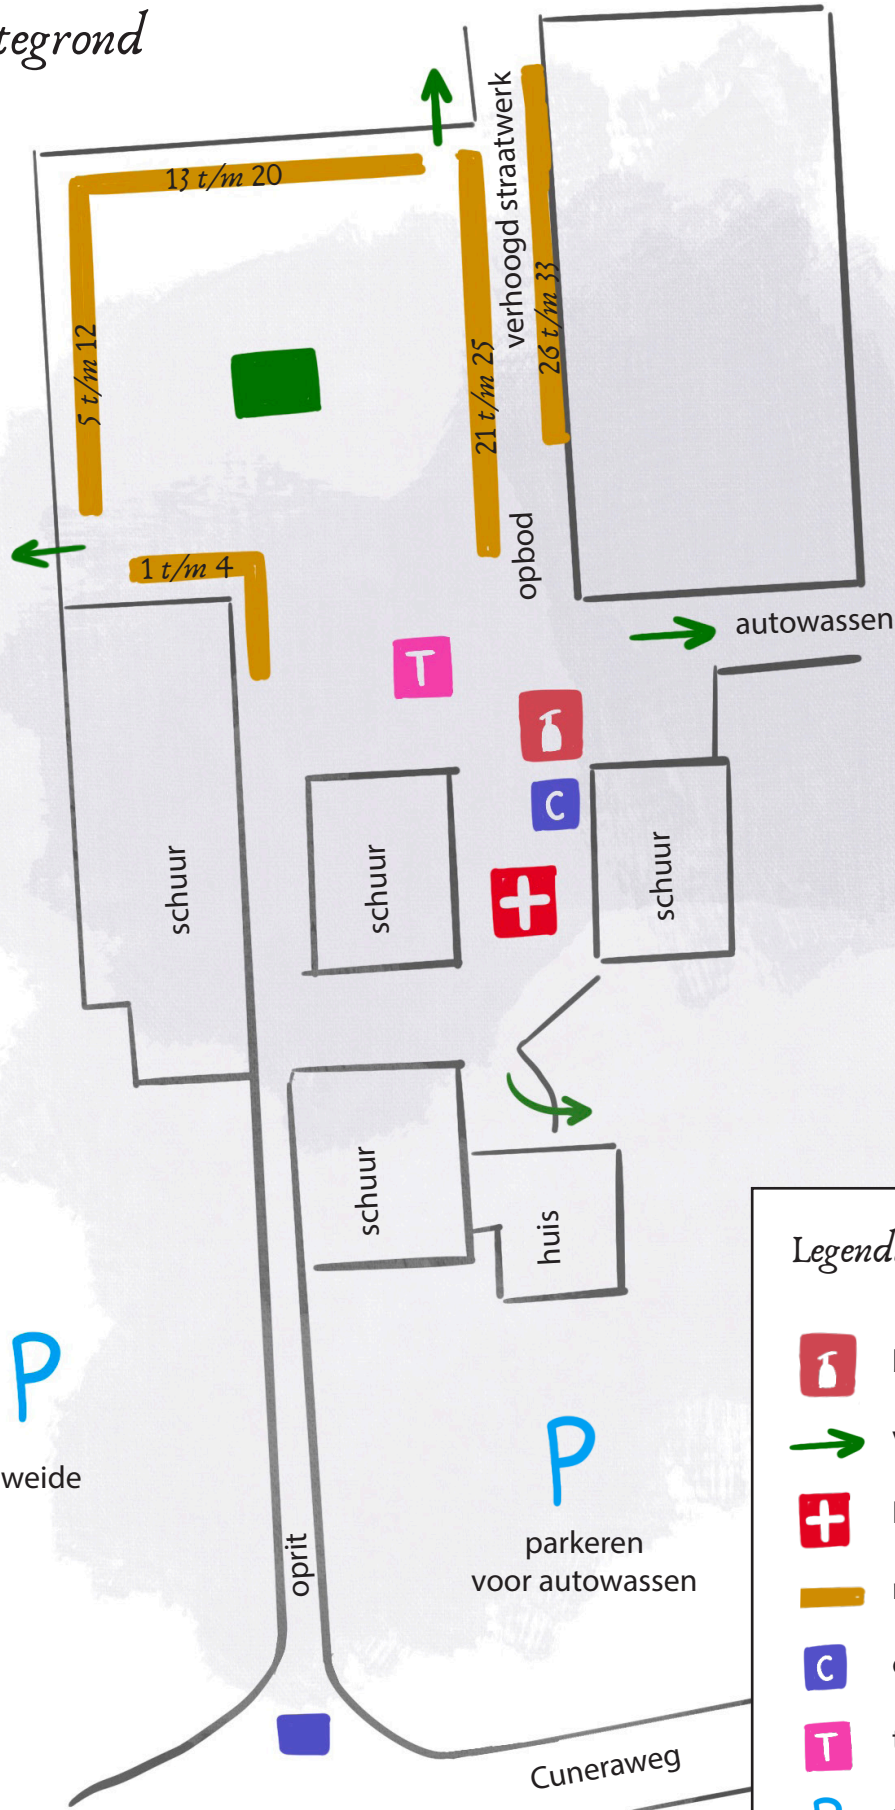 tegrond
13 t/m 20
verhoogd straatwerk
26 t/m 33
5 t/m 12
21 t/m 25
opbod
1 t/m 4
autowassen
T
C
schuur
schuur
schuur
schuur
huis
P
weide
P
parkeren
voor autowassen
oprit
Cuneraweg
Legend
C
T